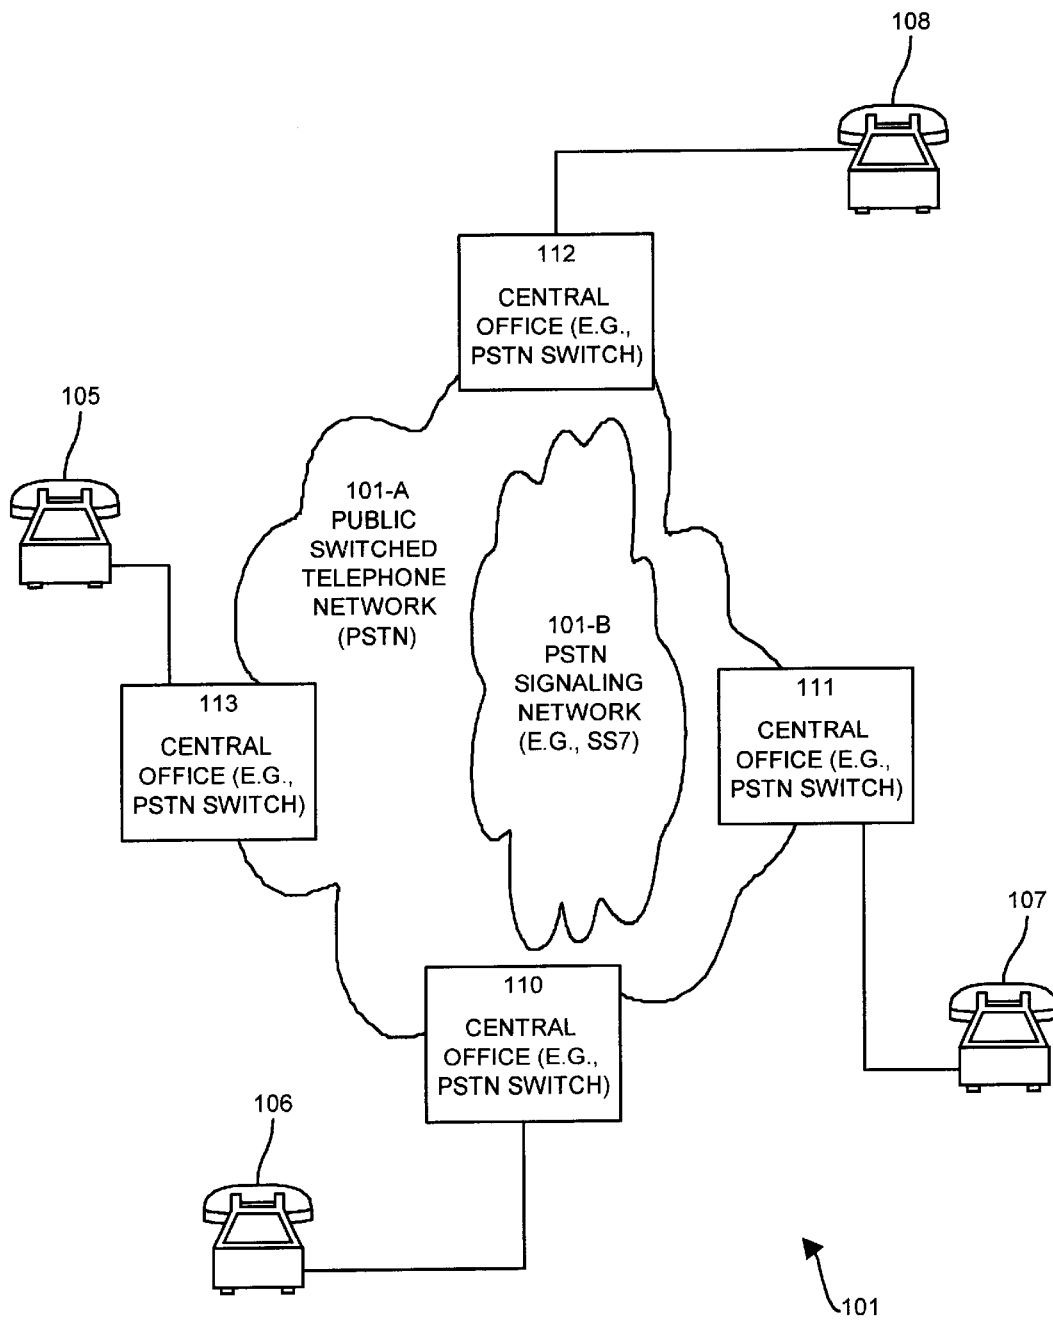 108
112
CENTRAL
OFFICE (E.G.,
PSTN SWITCH)
105
101-A
PUBLIC
SWITCHED
TELEPHONE
NETWORK
(PSTN)
101-B
PSTN
SIGNALING
NETWORK
(E.G., SS7)
113
CENTRAL
OFFICE (E.G.,
PSTN SWITCH)
111
CENTRAL
OFFICE (E.G.,
PSTN SWITCH)
107
110
CENTRAL
OFFICE (E.G.,
PSTN SWITCH)
106
101